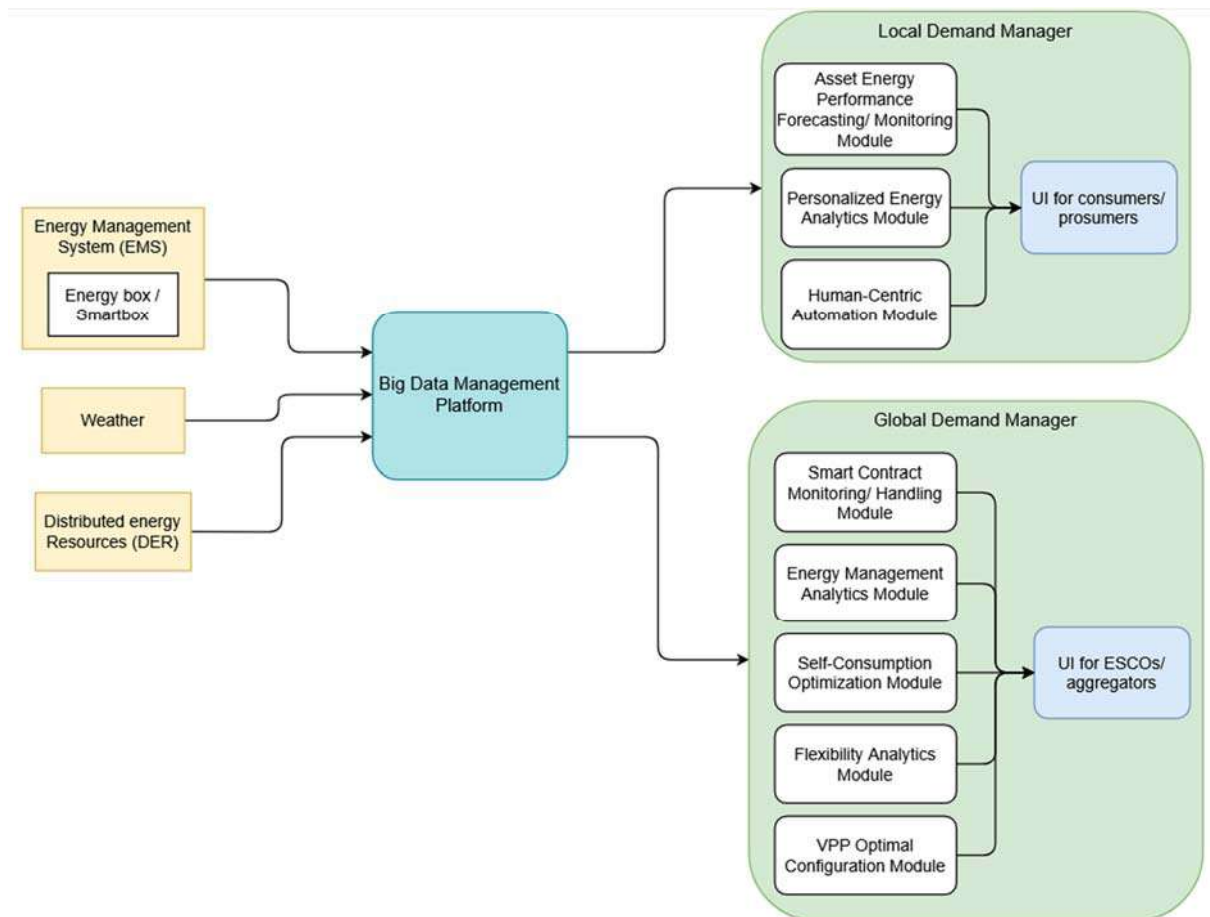 Local Demand Manager
Asset Energy
Performance
Forecasting/ Monitoring
Module
Personalized Energy
Analytics Module
Human-Centric
Automation Module
UI for consumers/
prosumers
Energy Management
System (EMS)
Energy box /
Smartbox
Weather
Distributed energy
Resources (DER)
Big Data Management
Platform
Global Demand Manager
Smart Contract
Monitoring/ Handling
Module
Energy Management
Analytics Module
Self-Consumption
Optimization Module
Flexibility Analytics
Module
VPP Optimal
Configuration Module
UI for ESCOs/
aggregators